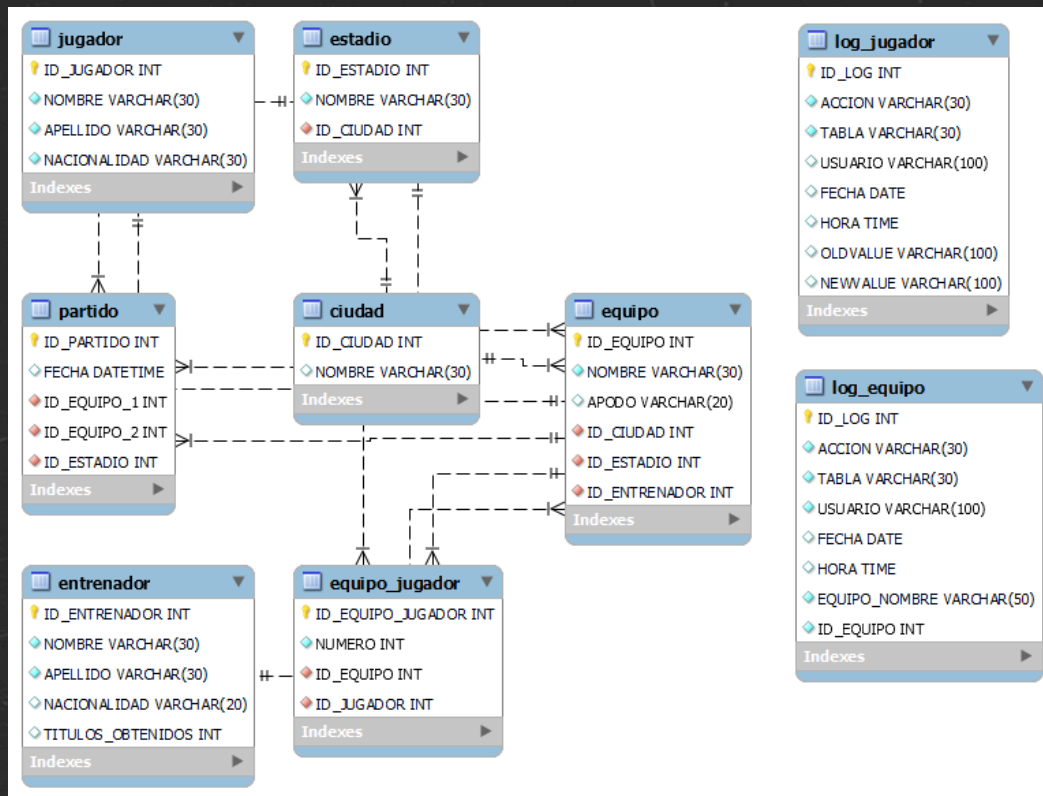 jugador
ID_JUGADOR INT
NOMBRE VARCHAR(30)
APELLIDO VARCHAR(30)
NACIONALIDAD VARCHAR(30)
Indexes
estadio
ID_ESTADIO INT
NOMBRE VARCHAR(30)
ID_CIUDAD INT
Indexes
log_jugador
ID_LOG INT
ACCION VARCHAR(30)
TABLA VARCHAR(30)
USUARIO VARCHAR(100)
FECHA DATE
HORA TIME
OLDVALUE VARCHAR(100)
NEWVALUE VARCHAR(100)
Indexes
partido
ID_PARTIDO INT
FECHA DATETIME
ID_EQUIPO_1 INT
ID_EQUIPO_2 INT
ID_ESTADIO INT
Indexes
ciudad
ID_CIUDAD INT
NOMBRE VARCHAR(30)
Indexes
equipo
ID_EQUIPO INT
NOMBRE VARCHAR(30)
APODO VARCHAR(20)
ID_CIUDAD INT
ID_ESTADIO INT
ID_ENTRENADOR INT
Indexes
log_equipo
ID_LOG INT
ACCION VARCHAR(30)
TABLA VARCHAR(30)
USUARIO VARCHAR(100)
FECHA DATE
HORA TIME
EQUIPO_NOMBRE VARCHAR(50)
ID_EQUIPO INT
Indexes
entrenador
ID_ENTRENADOR INT
NOMBRE VARCHAR(30)
APELLIDO VARCHAR(30)
NACIONALIDAD VARCHAR(20)
TITULOS_OBTENIDOS INT
Indexes
equipo_jugador
ID_EQUIPO_JUGADOR INT
NUMERO INT
ID_EQUIPO INT
ID_JUGADOR INT
Indexes